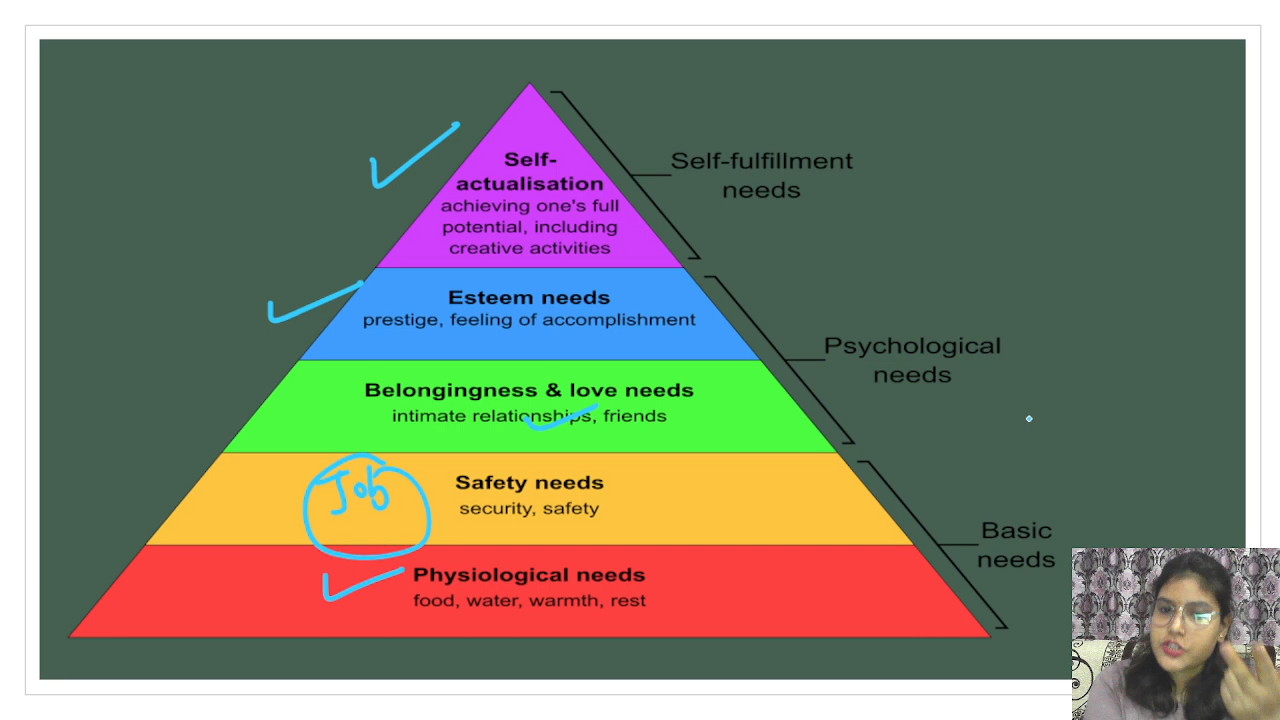 Self-
actualisation
achieving one's full
potential, including
creative activities
Self-fulfillment
needs
Esteem needs
prestige, feeling of accomplishment
Psychological
needs
Belongingness & love needs
intimate relationships, friends
Job
Safety needs
security, safety
Basic
needs
Physiological needs
food, water, warmth, rest